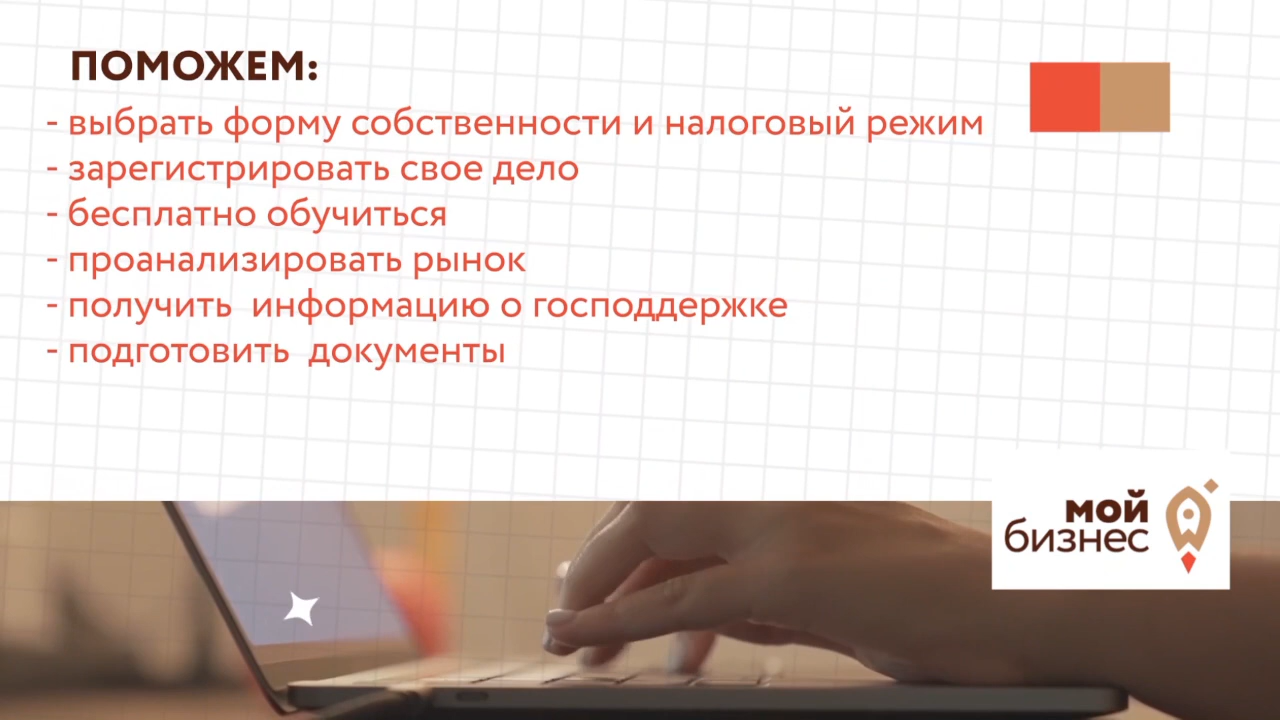 ПОМОЖЕМ:
- выбрать форму собственности и налоговый режим
- зарегистрировать свое дело
- бесплатно обучиться
- проанализировать рынок
- получить  информацию о господдержке
- подготовить  документы
мой
бизнес